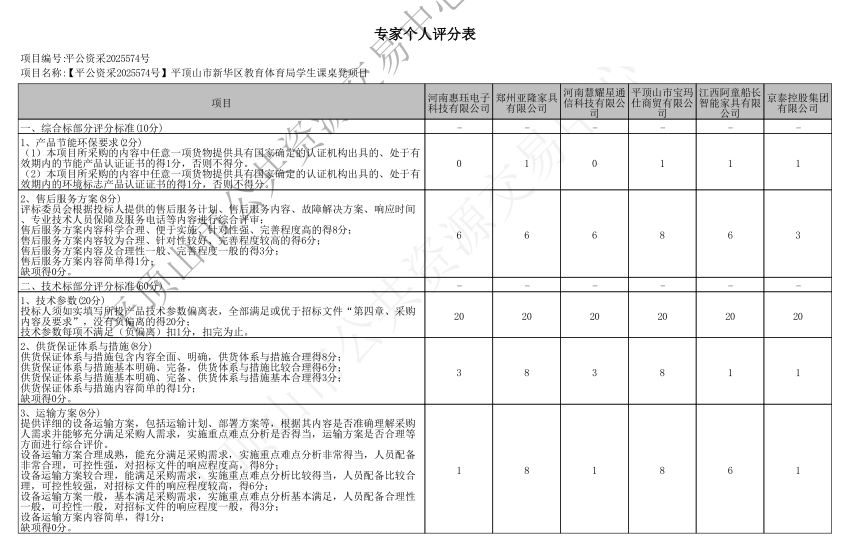 专家个人评分表
项目编号:平公资采2025574号
项目名称:【平公资采2025574号】平顶山市新华区教育体育局学生课桌凳项目
项目
河南惠珏电子
科技有限公司
郑州亚隆家具
有限公司
河南慧耀星通
信科技有限公
司
平顶山市宝玛
仕商贸有限公
司
江西阿童船长
智能家具有限
公司
京泰控股集团
有限公司
一、综合标部分评分标准(10分)
- - - - - -
1、产品节能环保要求(2分)
（1）本项目所采购的内容中任意一项货物提供具有国家确定的认证机构出具的、处于有
效期内的节能产品认证证书的得1分，否则不得分。
（2）本项目所采购的内容中任意一项货物提供具有国家确定的认证机构出具的、处于有
效期内的环境标志产品认证证书的得1分，否则不得分。
0 1 0 1 1 1
2、售后服务方案(8分)
评标委员会根据投标人提供的售后服务计划、售后服务内容、故障解决方案、响应时间
、专业技术人员保障及服务电话等内容进行综合评审;
售后服务方案内容科学合理、便于实施、针对性强、完善程度高的得8分;
售后服务方案内容较为合理、针对性较好、完善程度较高的得6分;
售后服务方案内容及合理性一般、完善程度一般的得3分;
售后服务方案内容简单得1分;
缺项得0分。
6 6 6 8 6 3
二、技术标部分评分标准(60分)
- - - - - -
1、技术参数(20分)
投标人须如实填写所投产品技术参数偏离表，全部满足或优于招标文件“第四章、采购
内容及要求”，没有负偏离的得20分;
技术参数每项不满足（负偏离）扣1分，扣完为止。
20 20 20 20 20 20
2、供货保证体系与措施(8分)
供货保证体系与措施包含内容全面、明确，供货体系与措施合理得8分;
供货保证体系与措施基本明确、完备，供货体系与措施比较合理得6分;
供货保证体系与措施基本明确、完备、供货体系与措施基本合理得3分;
供货保证体系与措施内容简单的得1分;
缺项得0分。
3 8 3 8 1 1
3、运输方案(8分)
提供详细的设备运输方案，包括运输计划、部署方案等，根据其内容是否准确理解采购
人需求并能够充分满足采购人需求，实施重点难点分析是否得当，运输方案是否合理等
方面进行综合评价。
设备运输方案合理成熟，能充分满足采购需求，实施重点难点分析非常得当，人员配备
非常合理，可控性强，对招标文件的响应程度高，得8分;
设备运输方案较合理，能满足采购需求，实施重点难点分析比较得当，人员配备比较合
理，可控性较强，对招标文件的响应程度较高，得6分;
设备运输方案一般，基本满足采购需求，实施重点难点分析基本满足，人员配备合理性
一般，可控性一般，对招标文件的响应程度一般，得3分;
设备运输方案内容简单，得1分;
缺项得0分。
1 8 1 8 6 1
平顶山市公共资源交易中心
平顶山市公共资源交易中心